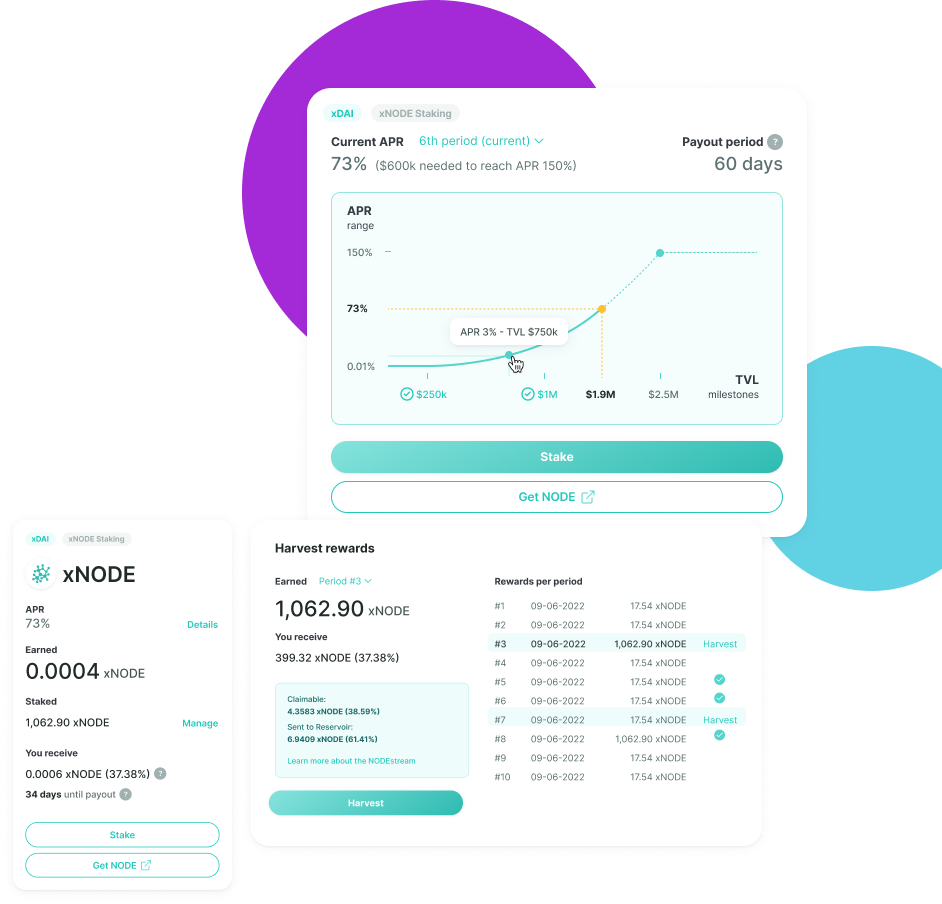 xDAI xNODE Staking
Current APR 6th period (current) Payout period ?
73% ($600k needed to reach APR 150%) 60 days
APR
range
150%
73%
APR 3% - TVL $750k
0.01%
TVL
$250k $1M $1.9M $2.5M milestones
Stake
Get NODE
xDAI xNODE Staking
xNODE
APR
73% Details
Earned
0.0004 xNODE
Staked
1,062.90 xNODE Manage
You receive
0.0006 xNODE (37.38%) ?
34 days until payout ?
Stake
Get NODE
Harvest rewards
Earned Period #3
1,062.90 xNODE
You receive
399.32 xNODE (37.38%)
Claimable:
4.3583 xNODE (38.59%)
Sent to Reservoir:
6.9409 xNODE (61.41%)
Learn more about the NODEstream
Harvest
Rewards per period
#1 09-06-2022 17.54 xNODE
#2 09-06-2022 17.54 xNODE
#3 09-06-2022 1,062.90 xNODE Harvest
#4 09-06-2022 17.54 xNODE
#5 09-06-2022 17.54 xNODE
#6 09-06-2022 17.54 xNODE
#7 09-06-2022 17.54 xNODE Harvest
#8 09-06-2022 1,062.90 xNODE
#9 09-06-2022 17.54 xNODE
#10 09-06-2022 17.54 xNODE